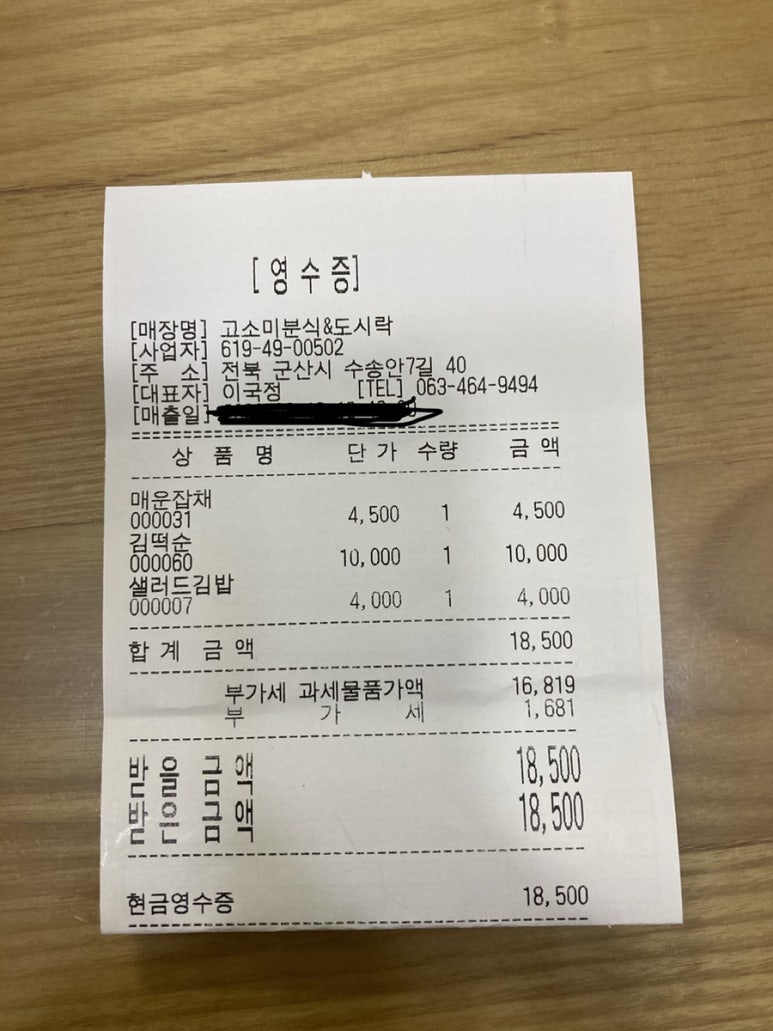 [영수증]
[매장명] 고소미분식&도시락
[사업자] 619-49-00502
[주 소] 전북 군산시 수송안7길 40
[대표자] 이국정 [TEL] 063-464-9494
[매출일]
상 품 명 단 가 수량 금 액
매운잡채
000031 4,500 1 4,500
김떡순
000060 10,000 1 10,000
샐러드김밥
000007 4,000 1 4,000
합 계 금 액 18,500
부가세 과세물품가액 16,819
부 가 세 1,681
받을금액 18,500
받은금액 18,500
현금영수증 18,500